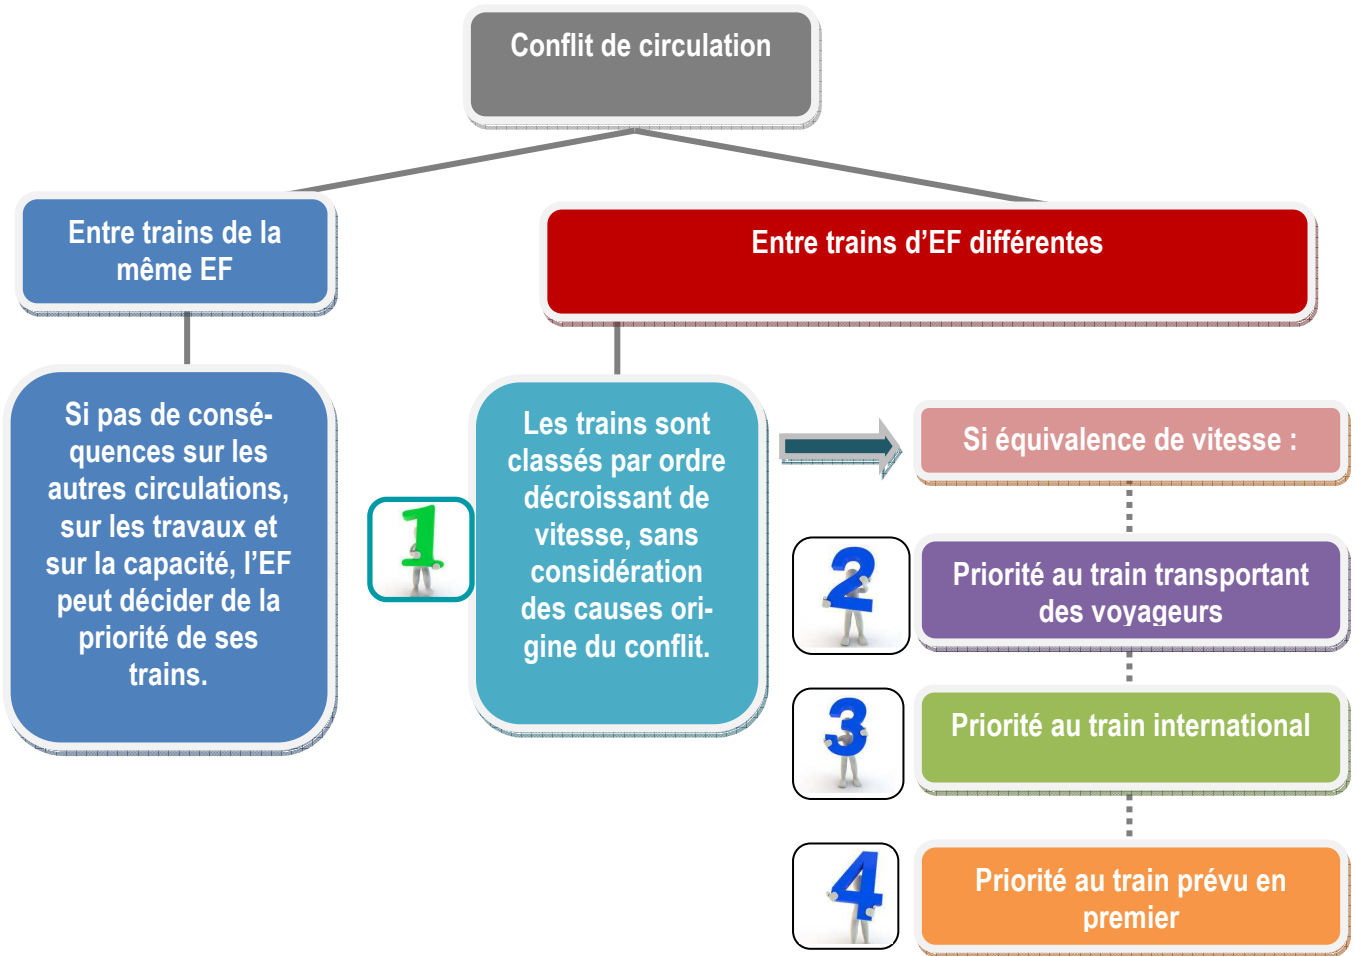 Conflit de circulation
Entre trains de la
même EF
Entre trains d’EF différentes
Si pas de consé-
quences sur les
autres circulations,
sur les travaux et
sur la capacité, l’EF
peut décider de la
priorité de ses
trains.
1
Les trains sont
classés par ordre
décroissant de
vitesse, sans
considération
des causes ori-
gine du conflit.
Si équivalence de vitesse :
2
Priorité au train transportant
des voyageurs
3
Priorité au train international
4
Priorité au train prévu en
premier